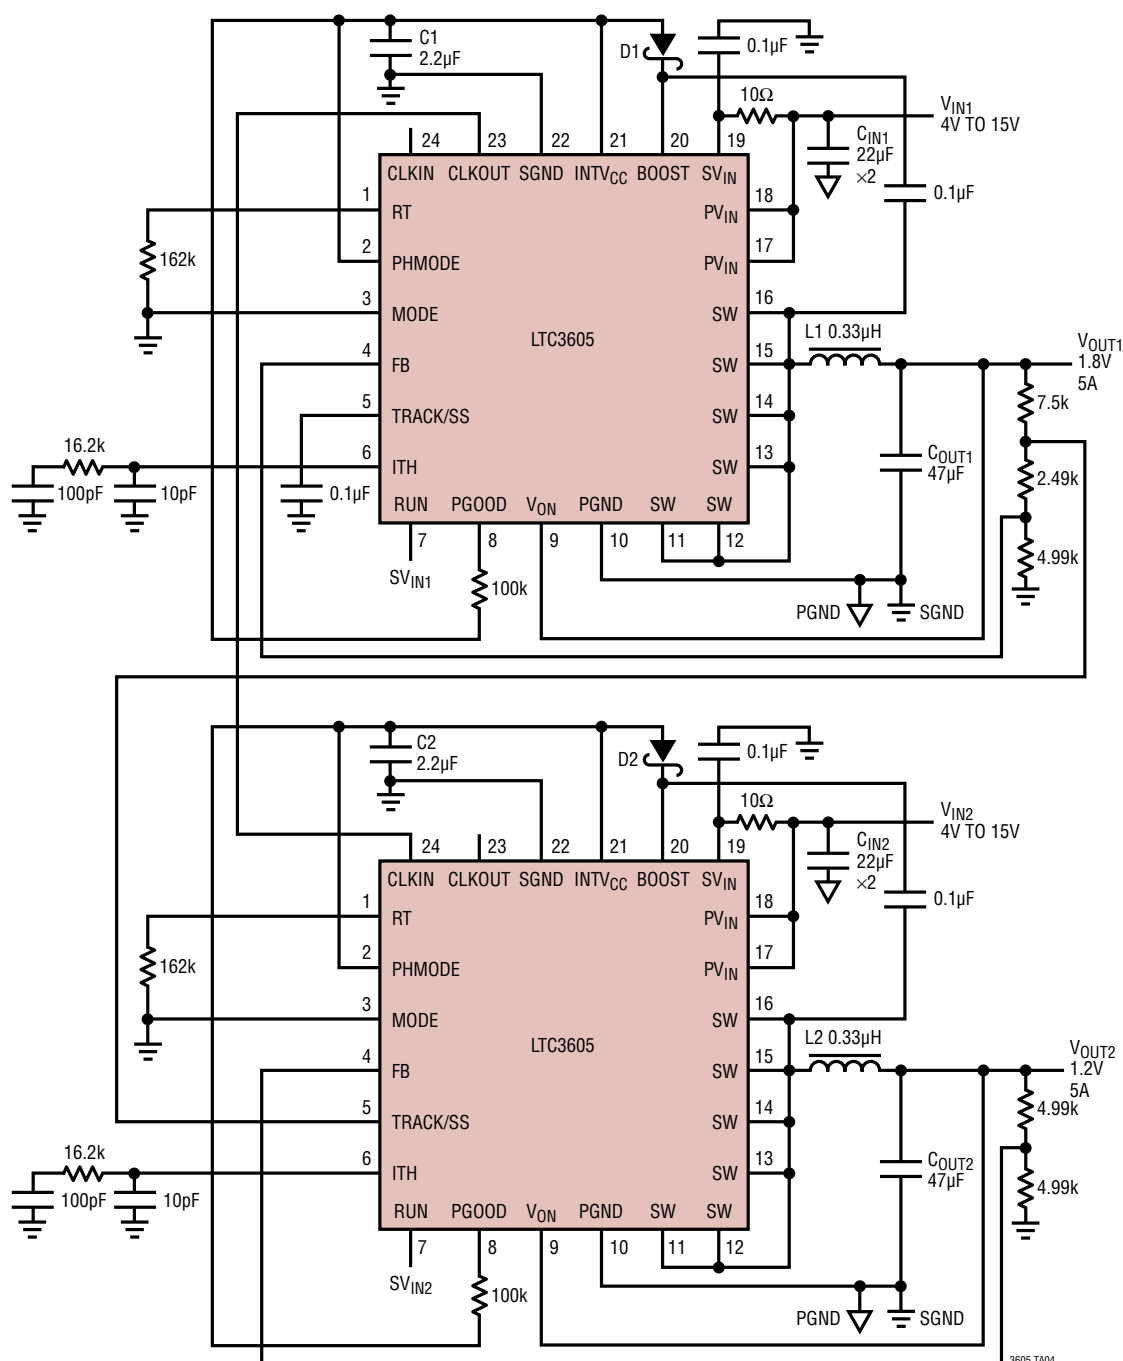 C1
2.2µF
D1
0.1µF
10Ω
VIN1
4V TO 15V
CIN1
22µF
×2
0.1µF
24
23
22
21
20
19
CLKIN
CLKOUT
SGND
INTVCC
BOOST
SVIN
1
RT
18
PVIN
162k
2
PHMODE
17
PVIN
3
MODE
16
SW
LTC3605
L1 0.33µH
4
FB
15
SW
VOUT1
1.8V
5A
7.5k
5
TRACK/SS
14
SW
16.2k
6
ITH
13
SW
COUT1
47µF
2.49k
100pF
10pF
0.1µF
RUN
PGOOD
VON
PGND
SW
SW
7
8
9
10
11
12
4.99k
SVIN1
100k
PGND
SGND
C2
2.2µF
D2
0.1µF
10Ω
VIN2
4V TO 15V
CIN2
22µF
×2
0.1µF
24
23
22
21
20
19
CLKIN
CLKOUT
SGND
INTVCC
BOOST
SVIN
1
RT
18
PVIN
162k
2
PHMODE
17
PVIN
3
MODE
16
SW
LTC3605
L2 0.33µH
4
FB
15
SW
VOUT2
1.2V
5A
4.99k
5
TRACK/SS
14
SW
16.2k
6
ITH
13
SW
COUT2
47µF
4.99k
100pF
10pF
RUN
PGOOD
VON
PGND
SW
SW
7
8
9
10
11
12
SVIN2
100k
PGND
SGND
3605 TA04